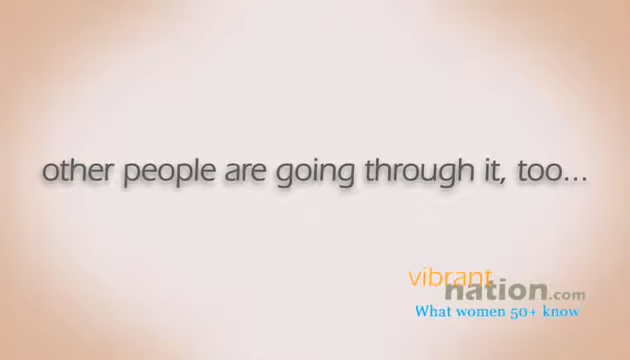 other people are going through it, too...
vibrant
nation.com
What women 50+ know